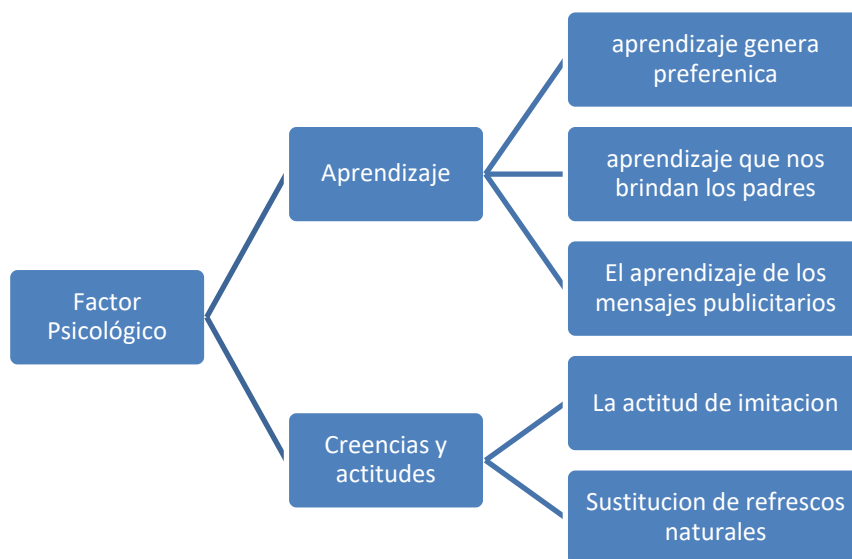 aprendizaje genera
preferenica
Aprendizaje
aprendizaje que nos
brindan los padres
El aprendizaje de los
mensajes publicitarios
Factor
Psicológico
La actitud de imitacion
Creencias y
actitudes
Sustitucion de refrescos
naturales